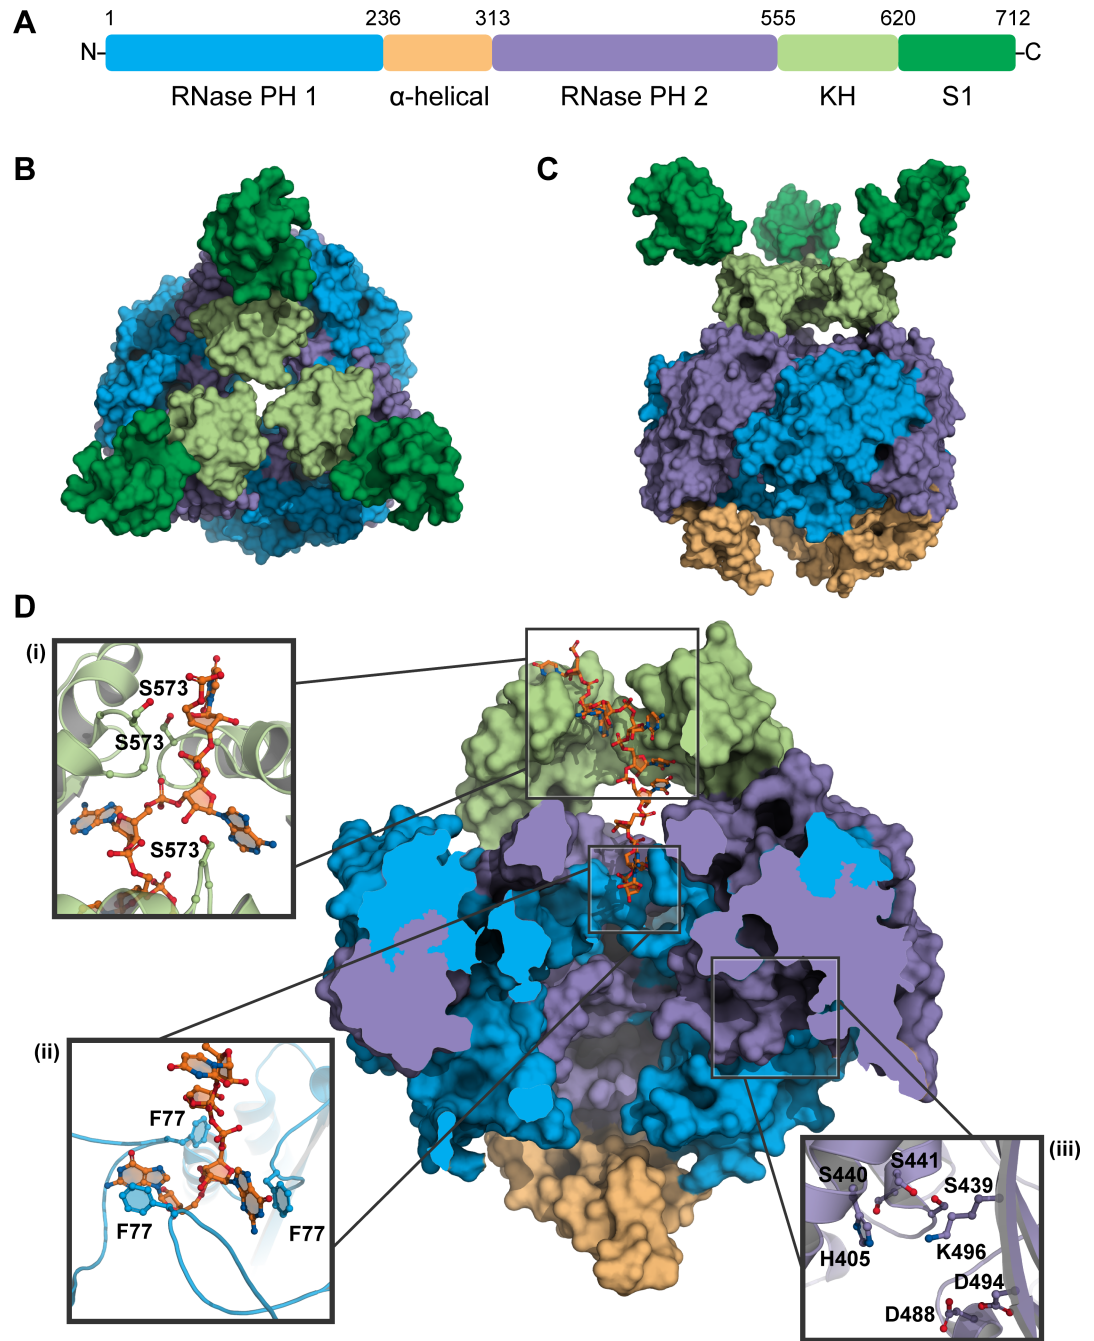 A
1 236 313 555 620 712
N C
RNase PH 1 α-helical RNase PH 2 KH S1
B
C
D
(i)
S573
S573
S573
(ii)
F77
F77
F77
(iii)
S440
S441
S439
H405
K496
D494
D488